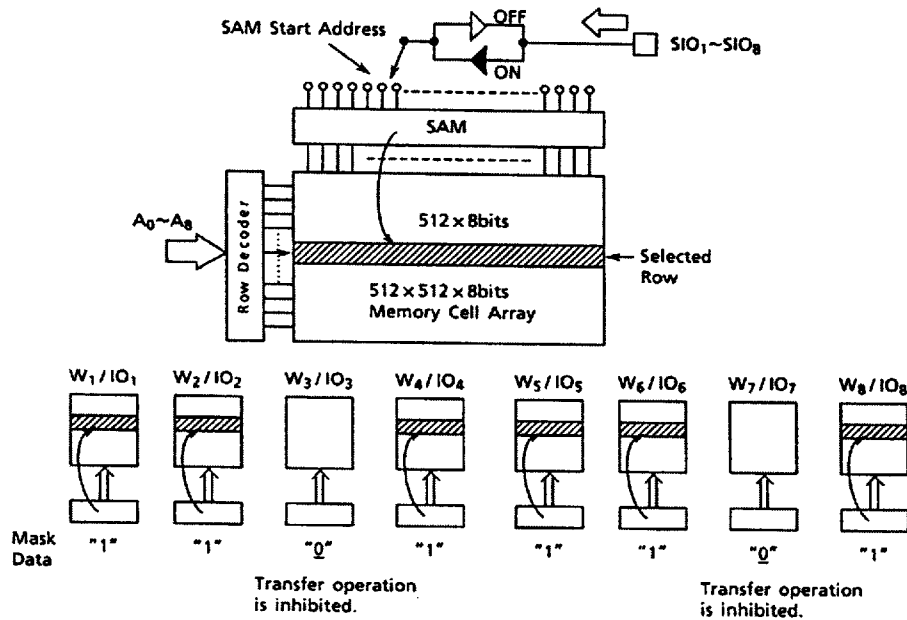 OFF
SAM Start Address
SIO₁~SIO₈
ON
SAM
A₀~A₈
Row Decoder
512×8bits
Selected
Row
512×512×8bits
Memory Cell Array
W₁/IO₁ W₂/IO₂ W₃/IO₃ W₄/IO₄ W₅/IO₅ W₆/IO₆ W₇/IO₇ W₈/IO₈
Mask
Data
"1" "1" "0" "1" "1" "1" "0" "1"
Transfer operation
is inhibited.
Transfer operation
is inhibited.